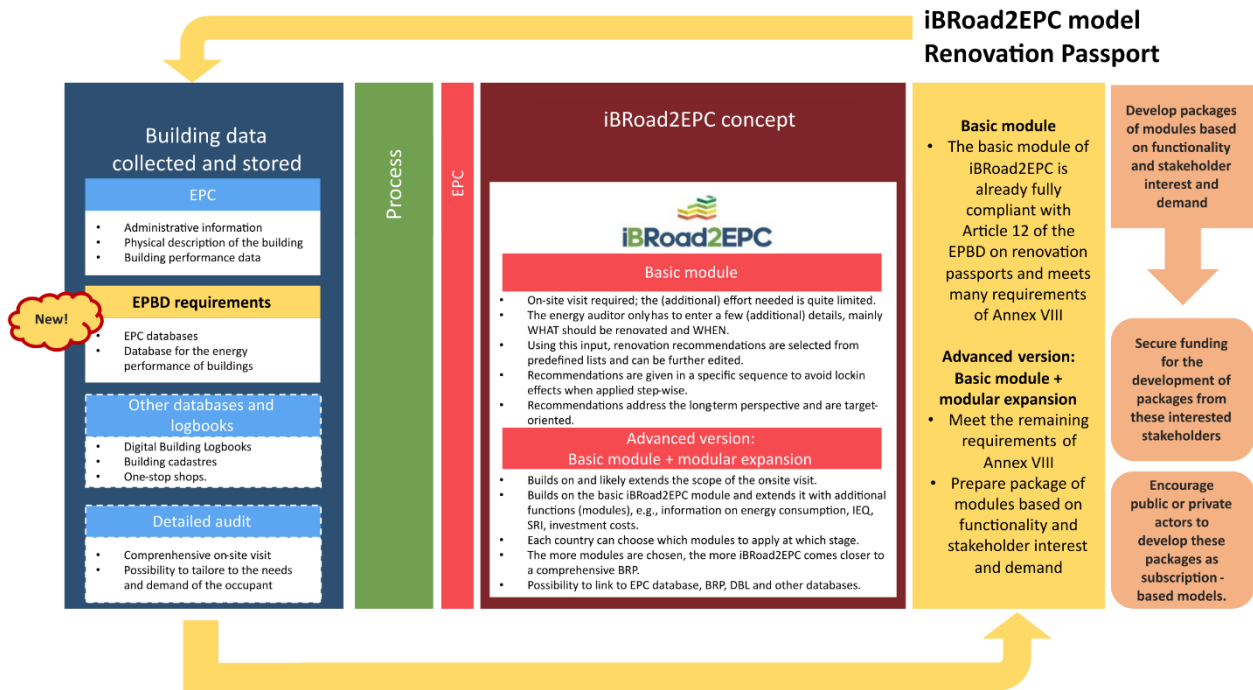 iBRoad2EPC model
Renovation Passport
Building data
collected and stored
EPC
• Administrative information
• Physical description of the building
• Building performance data
New!
EPBD requirements
• EPC databases
• Database for the energy
performance of buildings
Other databases and
logbooks
• Digital Building Logbooks
• Building cadastres
• One-stop shops.
Detailed audit
• Comprehensive on-site visit
• Possibility to tailore to the needs
and demand of the occupant
Process
EPC
iBRoad2EPC concept
iBRoad2EPC
Basic module
• On-site visit required; the (additional) effort needed is quite limited.
• The energy auditor only has to enter a few (additional) details, mainly
WHAT should be renovated and WHEN.
• Using this input, renovation recommendations are selected from
predefined lists and can be further edited.
• Recommendations are given in a specific sequence to avoid lockin
effects when applied step-wise.
• Recommendations address the long-term perspective and are target-
oriented.
Advanced version:
Basic module + modular expansion
• Builds on and likely extends the scope of the on-site visit.
• Builds on the basic iBRoad2EPC module and extends it with additional
functions (modules), e.g., information on energy consumption, IEQ,
SRI, investment costs.
• Each country can choose which modules to apply at which stage.
• The more modules are chosen, the more iBRoad2EPC comes closer to
a comprehensive BRP.
• Possibility to link to EPC database, BRP, DBL and other databases.
Basic module
• The basic module of
iBRoad2EPC is
already fully
compliant with
Article 12 of the
EPBD on renovation
passports and meets
many requirements
of Annex VIII
Advanced version:
Basic module +
modular expansion
• Meet the remaining
requirements of
Annex VIII
• Prepare package of
modules based on
functionality and
stakeholder interest
and demand
Develop packages
of modules based
on functionality
and stakeholder
interest and
demand
Secure funding
for the
development of
packages from
these interested
stakeholders
Encourage
public or private
actors to
develop these
packages as
subscription -
based models.